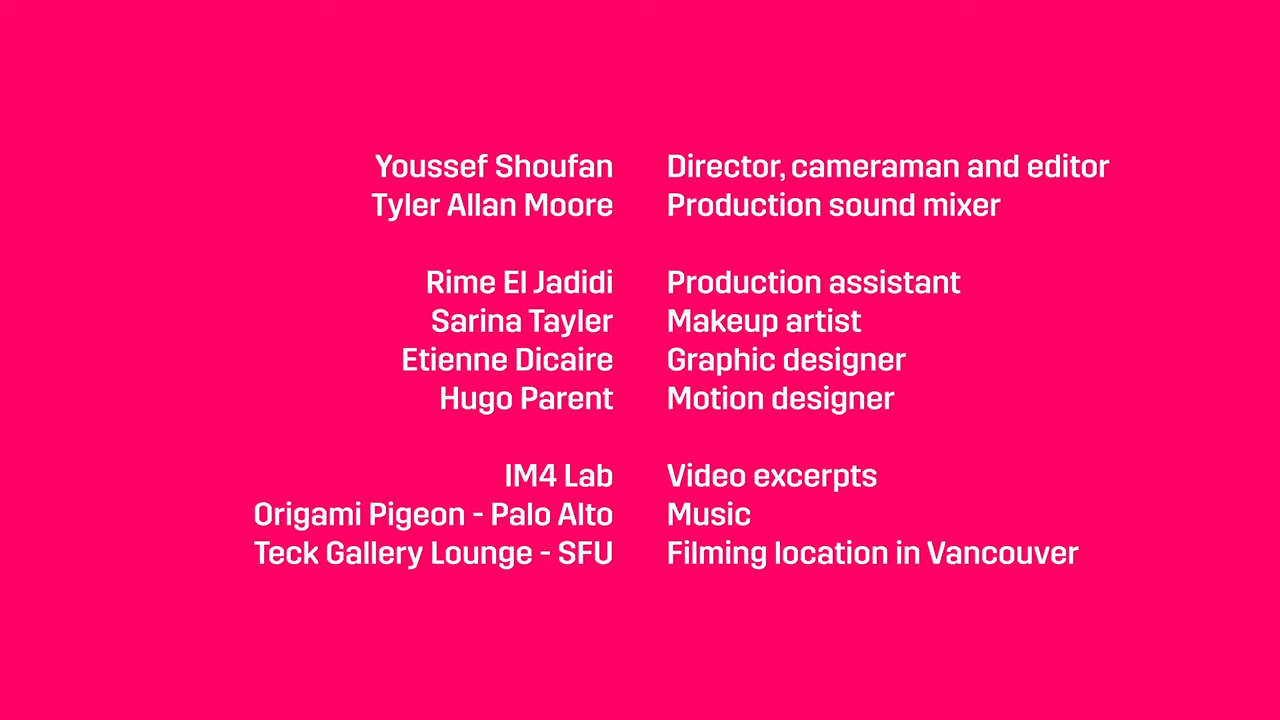 Youssef Shoufan Director, cameraman and editor
Tyler Allan Moore Production sound mixer
Rime El Jadidi Production assistant
Sarina Tayler Makeup artist
Etienne Dicaire Graphic designer
Hugo Parent Motion designer
IM4 Lab Video excerpts
Origami Pigeon - Palo Alto Music
Teck Gallery Lounge - SFU Filming location in Vancouver